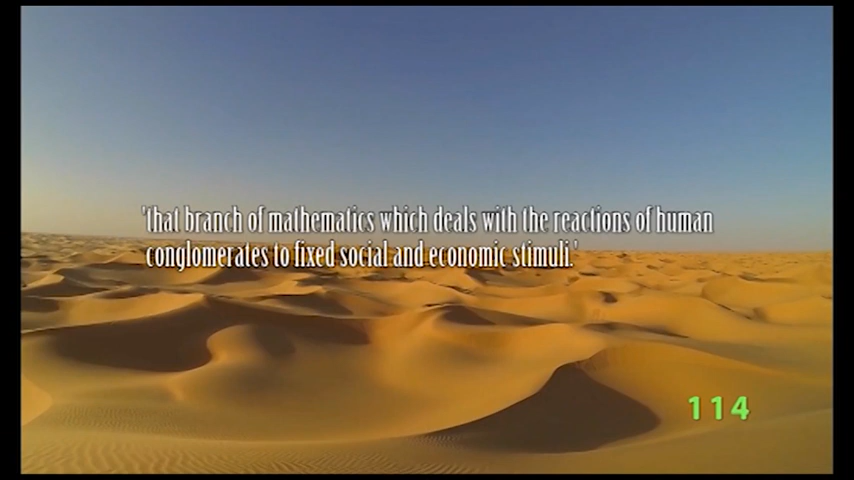 'that branch of mathematics which deals with the reactions of human
conglomerates to fixed social and economic stimuli.'
114